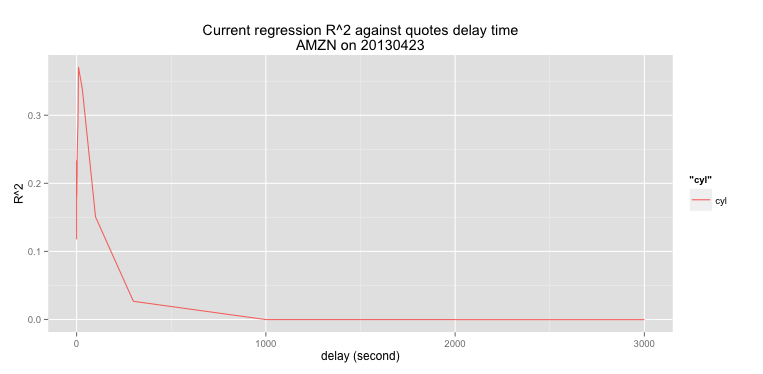 Current regression R^2 against quotes delay time
AMZN on 20130423
R^2
0.3
0.2
0.1
0.0
0
1000
2000
3000
delay (second)
"cyl"
cyl